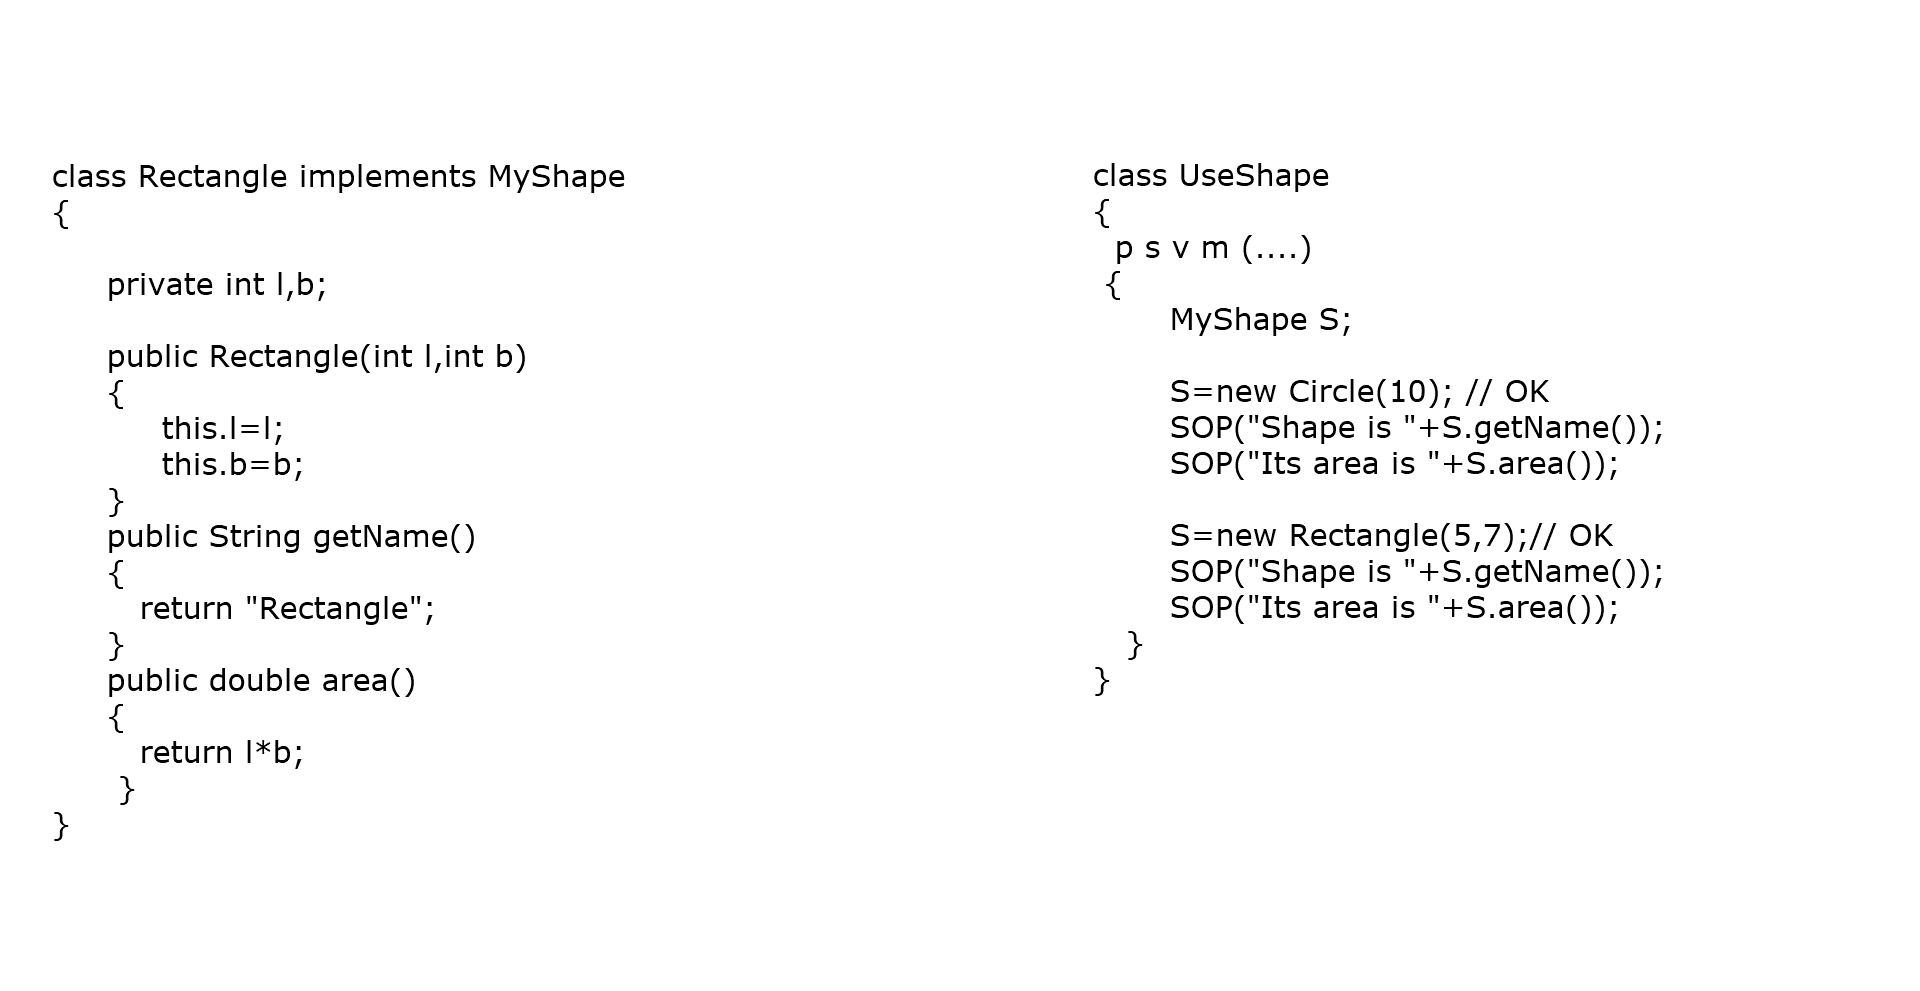 class Rectangle implements MyShape
{
private int l,b;
public Rectangle(int l,int b)
{
this.l=l;
this.b=b;
}
public String getName()
{
return "Rectangle";
}
public double area()
{
return l*b;
}
}
class UseShape
{
p s v m (....)
{
MyShape S;
S=new Circle(10); // OK
SOP("Shape is "+S.getName());
SOP("Its area is "+S.area());
S=new Rectangle(5,7);// OK
SOP("Shape is "+S.getName());
SOP("Its area is "+S.area());
}
}